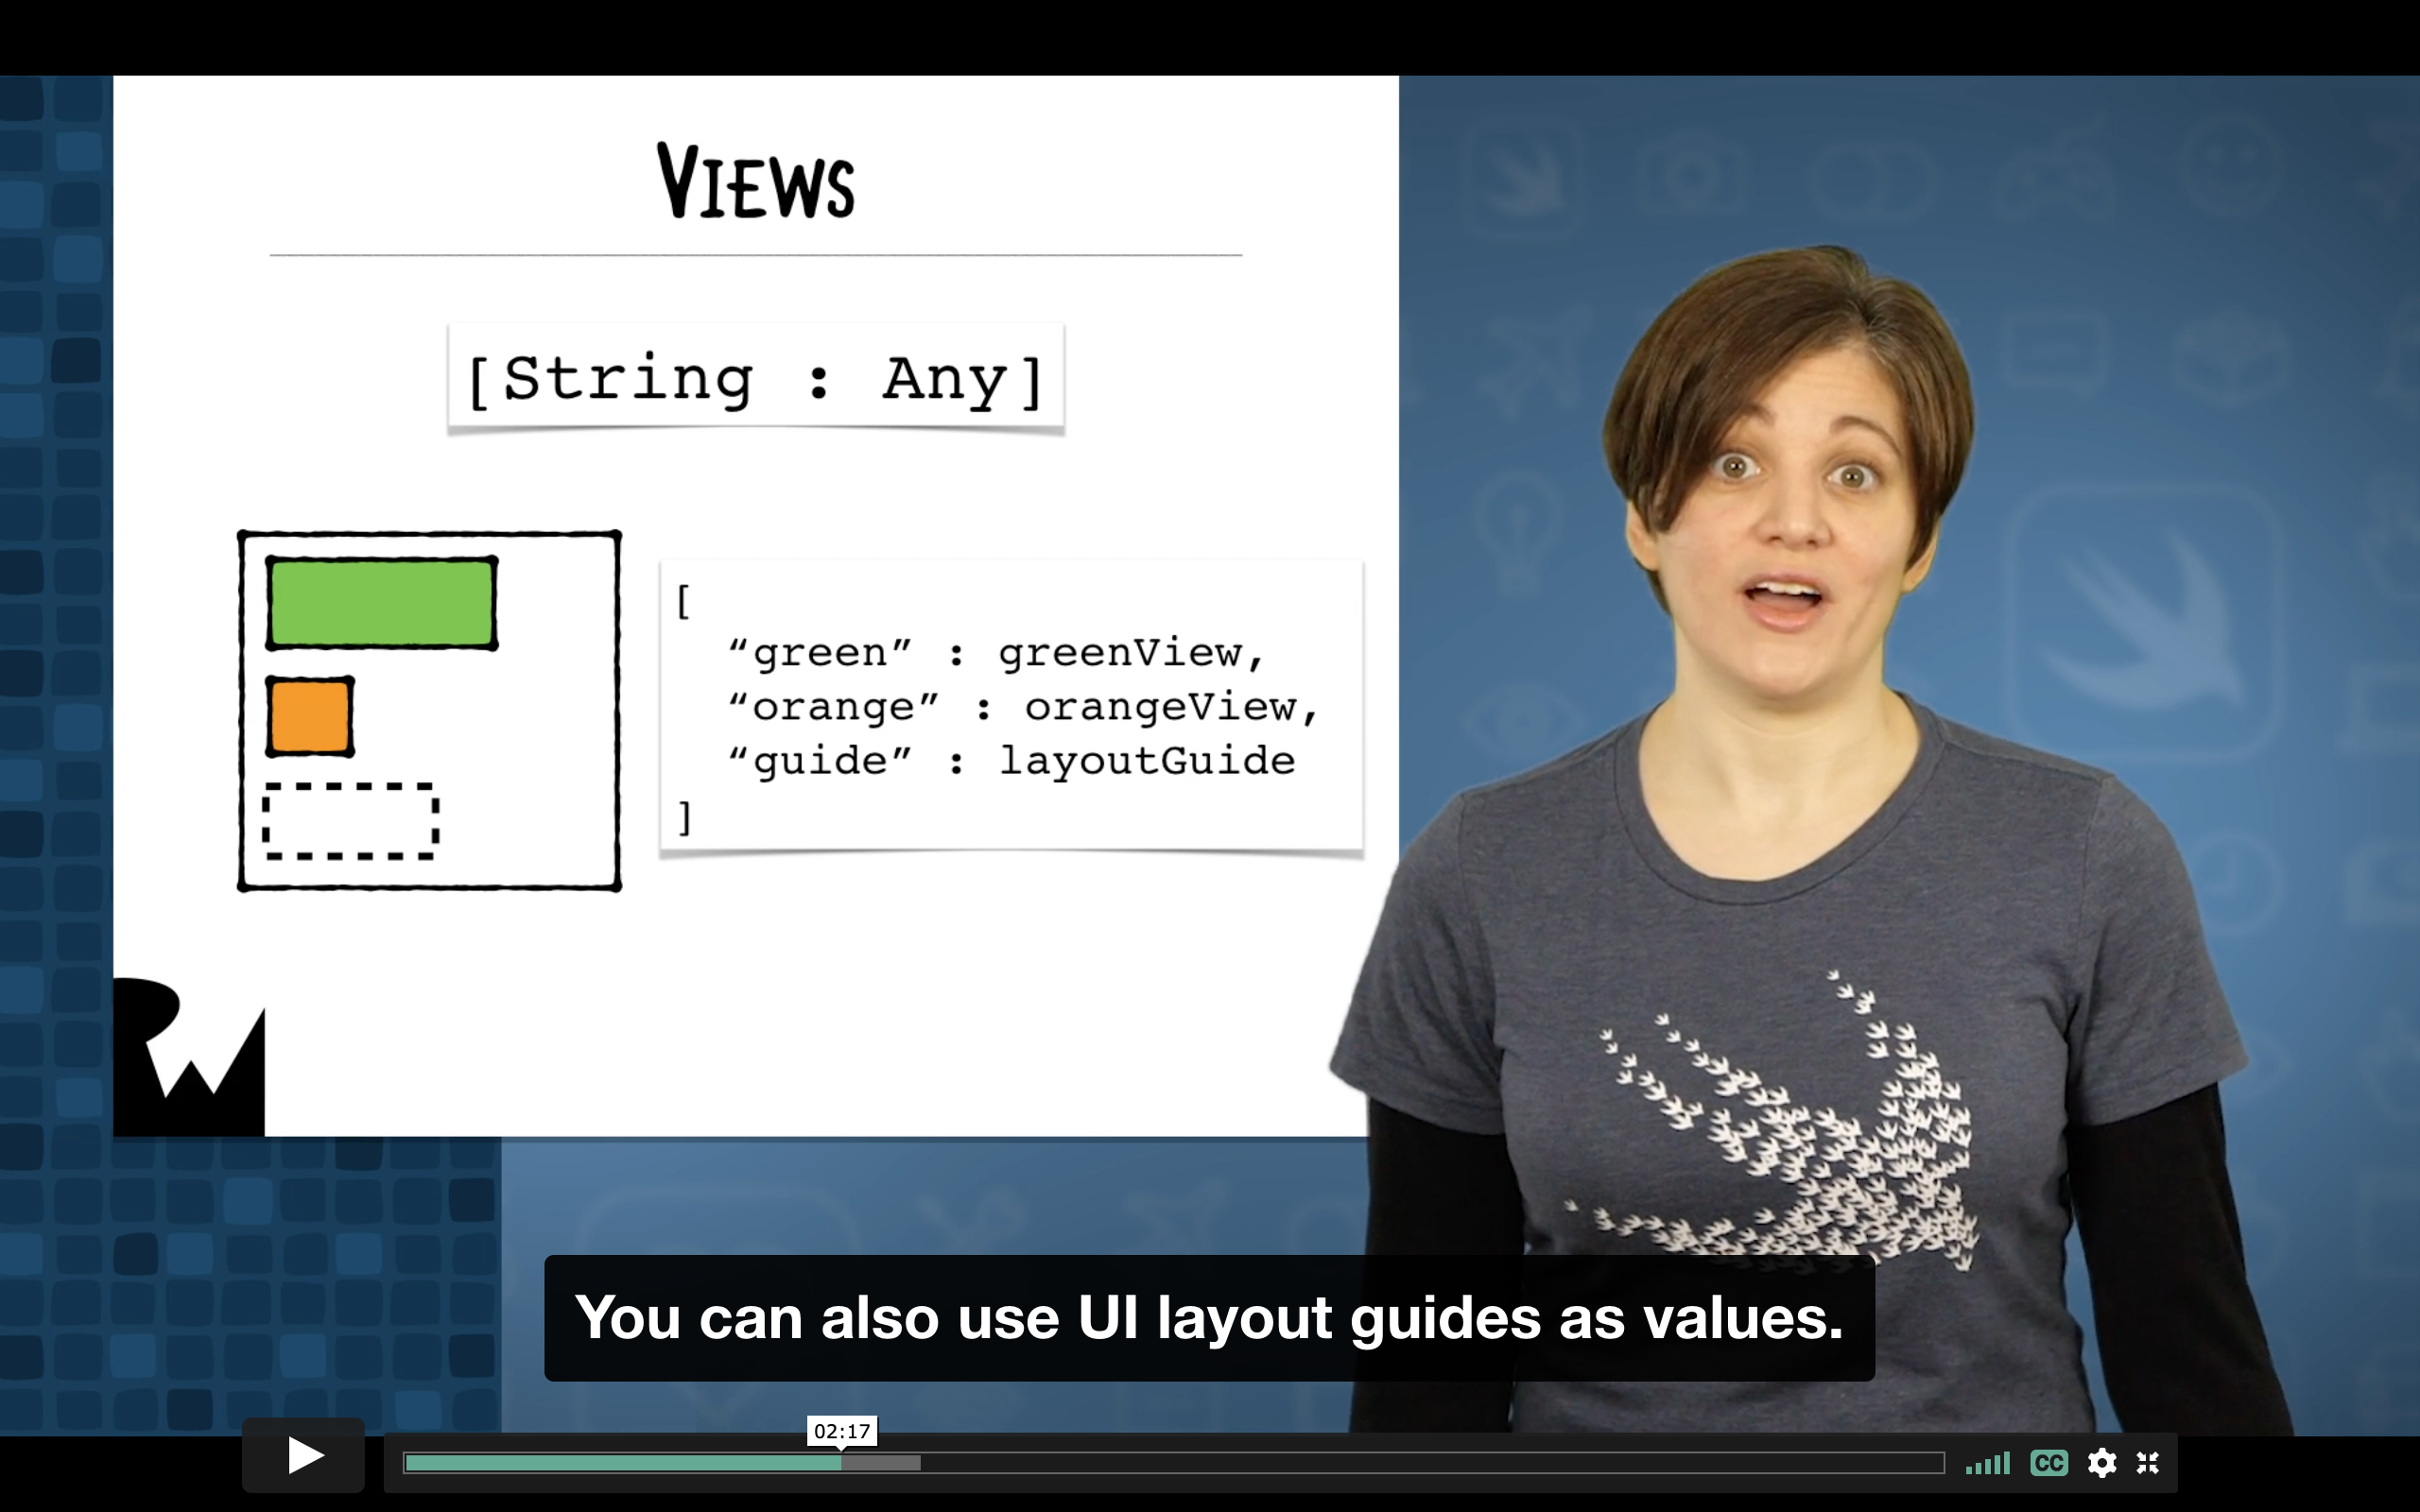 Views
[String : Any]
[
“green” : greenView,
“orange” : orangeView,
“guide” : layoutGuide
]
RW
You can also use UI layout guides as values.
02:17
CC